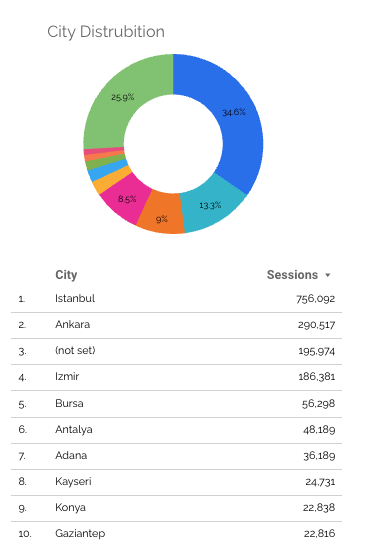 City Distrubition
25.9%
34.6%
8.5%
13.3%
9%
City Sessions
1. Istanbul 756,092
2. Ankara 290,517
3. (not set) 195,974
4. Izmir 186,381
5. Bursa 56,298
6. Antalya 48,189
7. Adana 36,189
8. Kayseri 24,731
9. Konya 22,838
10. Gaziantep 22,816